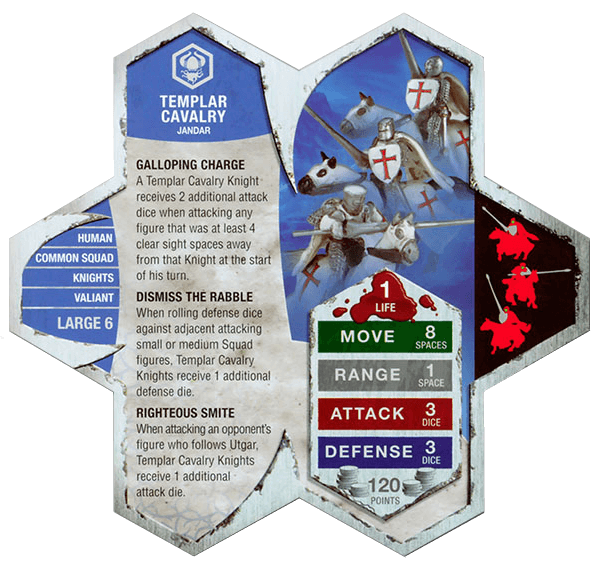 TEMPLAR
CAVALRY
JANDAR
GALLOPING CHARGE
A Templar Cavalry Knight
receives 2 additional attack
dice when attacking any
figure that was at least 4
clear sight spaces away
from that Knight at the start
of his turn.
DISMISS THE RABBLE
When rolling defense dice
against adjacent attacking
small or medium Squad
figures, Templar Cavalry
Knights receive 1 additional
defense die.
RIGHTEOUS SMITE
When attacking an opponent's
figure who follows Utgar,
Templar Cavalry Knights
receive 1 additional
attack die.
HUMAN
COMMON SQUAD
KNIGHTS
VALIANT
LARGE 6
1
LIFE
MOVE 8
SPACES
RANGE 1
SPACE
ATTACK 3
DICE
DEFENSE 3
DICE
120
POINTS